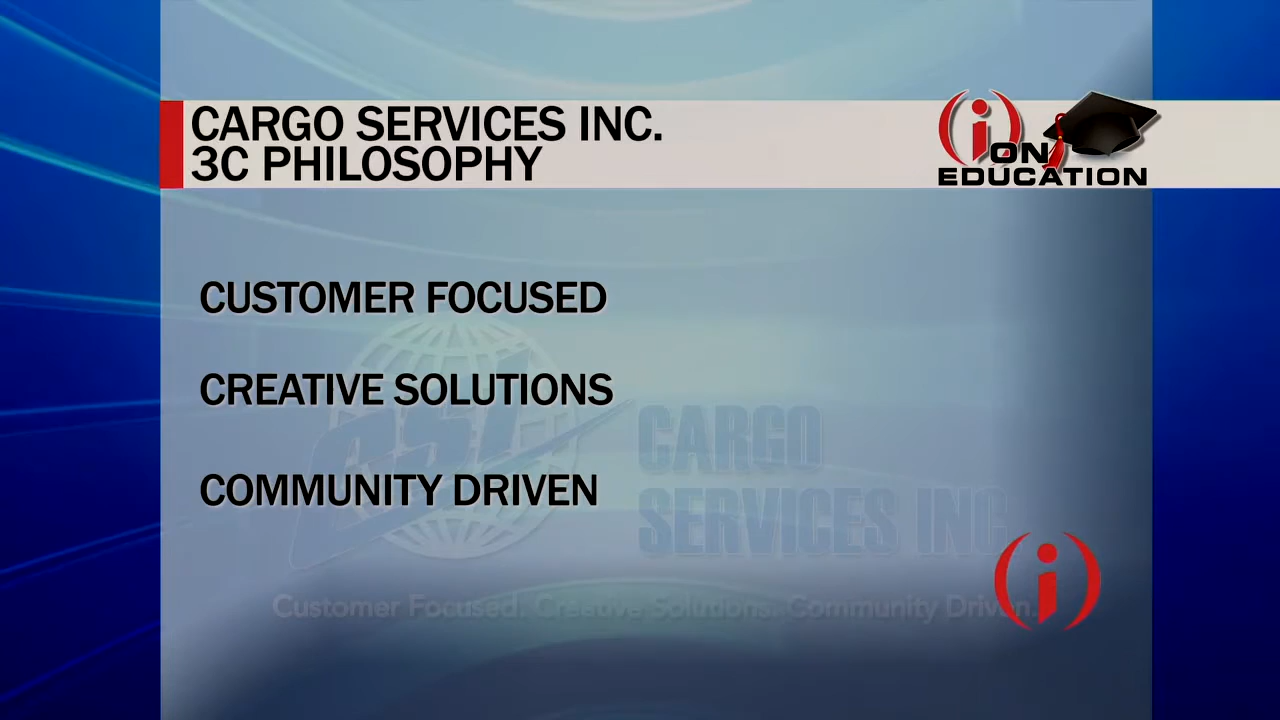 CARGO SERVICES INC.
3C PHILOSOPHY
i
ON
EDUCATION
CUSTOMER FOCUSED
CREATIVE SOLUTIONS
COMMUNITY DRIVEN
CSI
CARGO
SERVICES INC
i
Customer Focused. Creative Solutions. Community Driven.